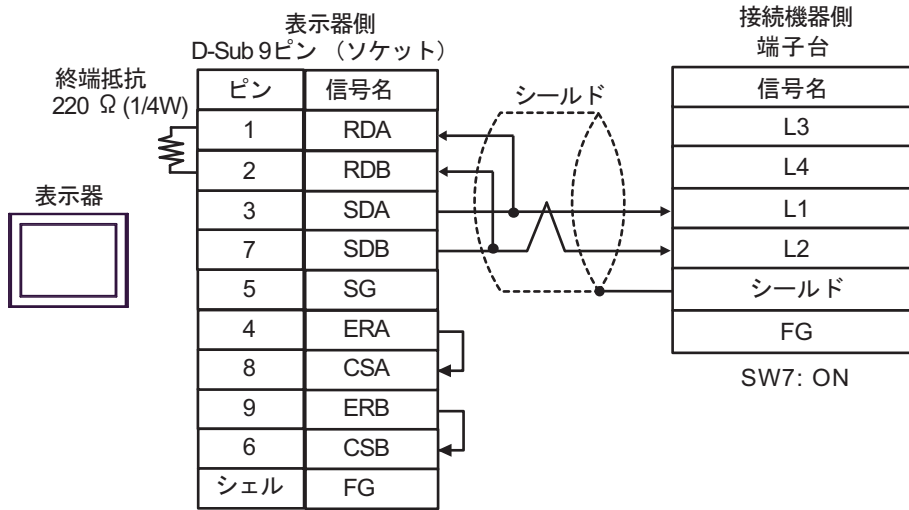 表示器側
D-Sub 9ピン （ソケット）
終端抵抗
220 Ω (1/4W)
表示器
ピン 信号名
1 RDA
2 RDB
3 SDA
7 SDB
5 SG
4 ERA
8 CSA
9 ERB
6 CSB
シェル FG
シールド
接続機器側
端子台
信号名
L3
L4
L1
L2
シールド
FG
SW7: ON